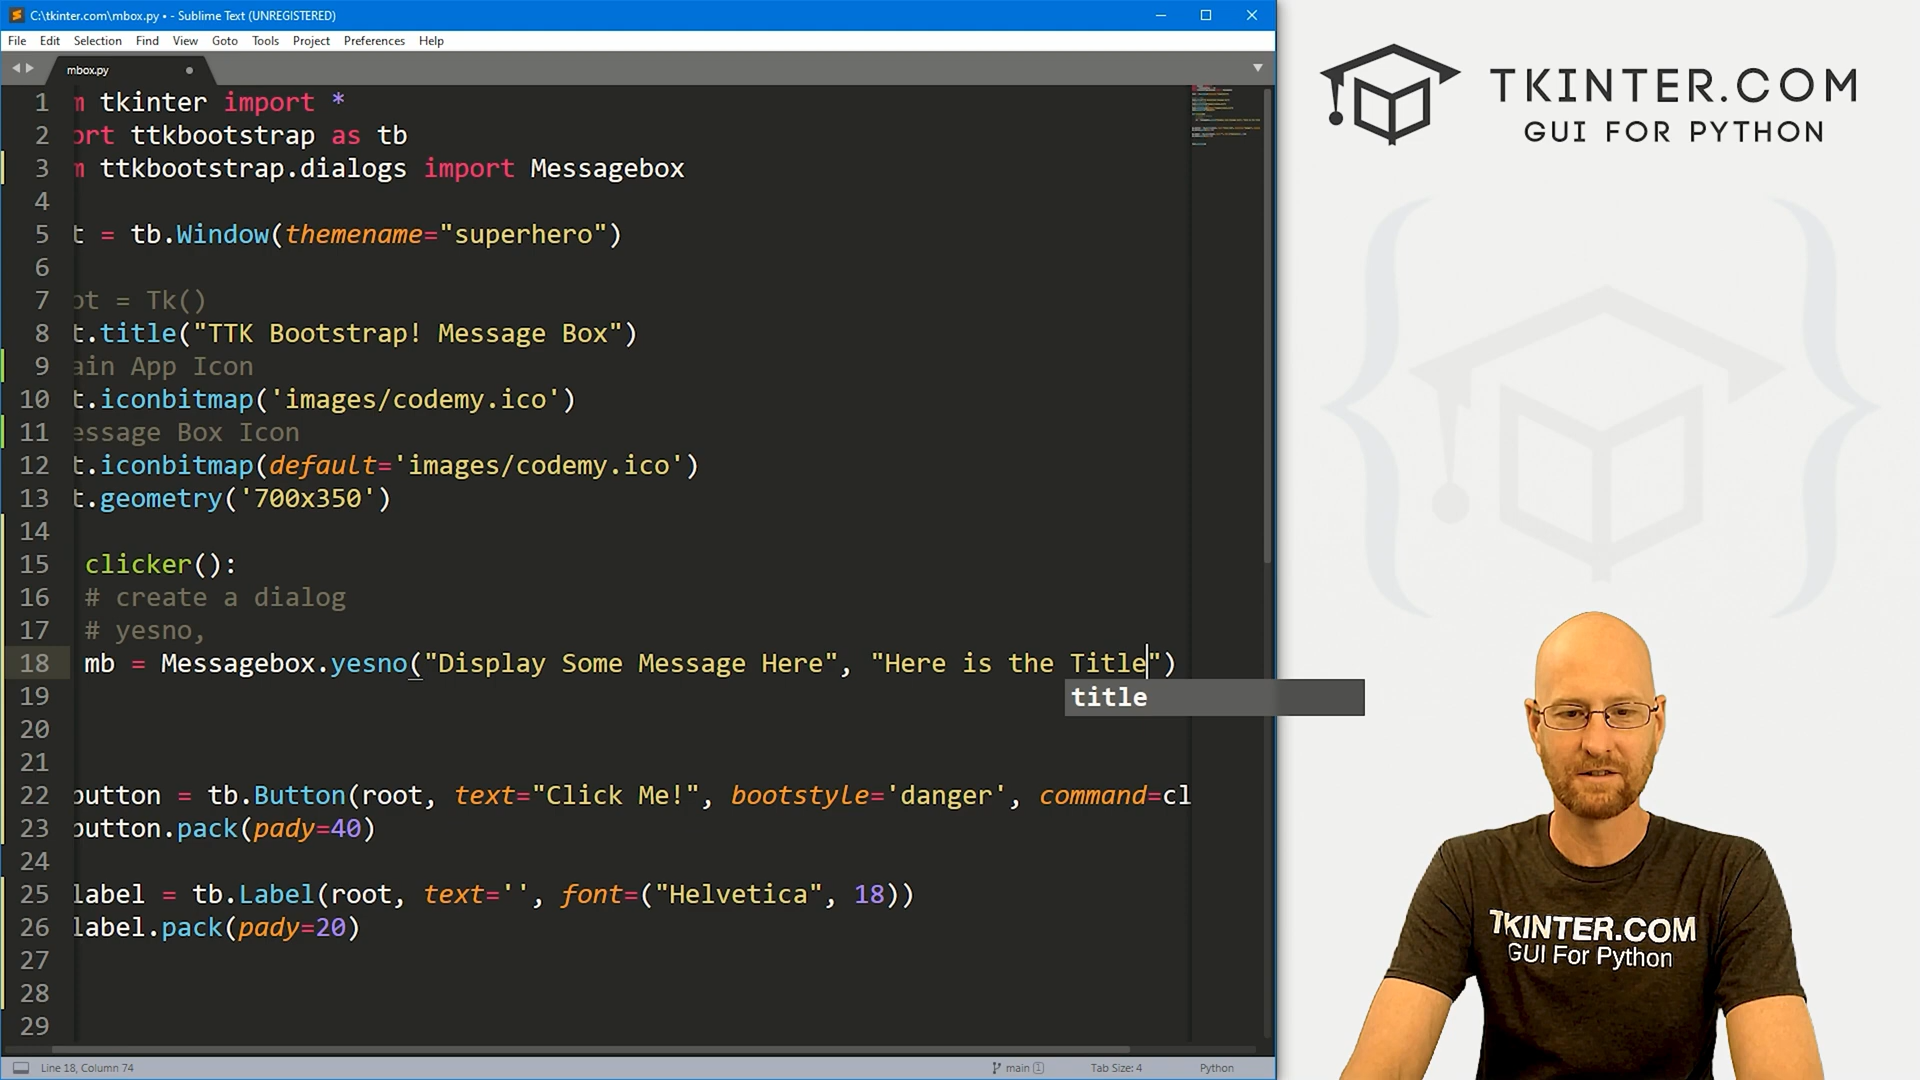 C:\tkinter.com\mbox.py • - Sublime Text (UNREGISTERED)
File Edit Selection Find View Goto Tools Project Preferences Help
mbox.py
1 m tkinter import *
2 ort ttkbootstrap as tb
3 m ttkbootstrap.dialogs import Messagebox
4
5 t = tb.Window(themename="superhero")
6
7 ot = Tk()
8 t.title("TTK Bootstrap! Message Box")
9 ain App Icon
10 t.iconbitmap('images/codemy.ico')
11 essage Box Icon
12 t.iconbitmap(default='images/codemy.ico')
13 t.geometry('700x350')
14
15 clicker():
16 # create a dialog
17 # yesno,
18 mb = Messagebox.yesno("Display Some Message Here", "Here is the Title")
title
19
20
21
22 button = tb.Button(root, text="Click Me!", bootstyle='danger', command=cl
23 button.pack(pady=40)
24
25 label = tb.Label(root, text='', font=("Helvetica", 18))
26 label.pack(pady=20)
27
28
29
Line 18, Column 74
main 1
Tab Size: 4
Python
TKINTER.COM
GUI FOR PYTHON
TKINTER.COM
GUI For Python